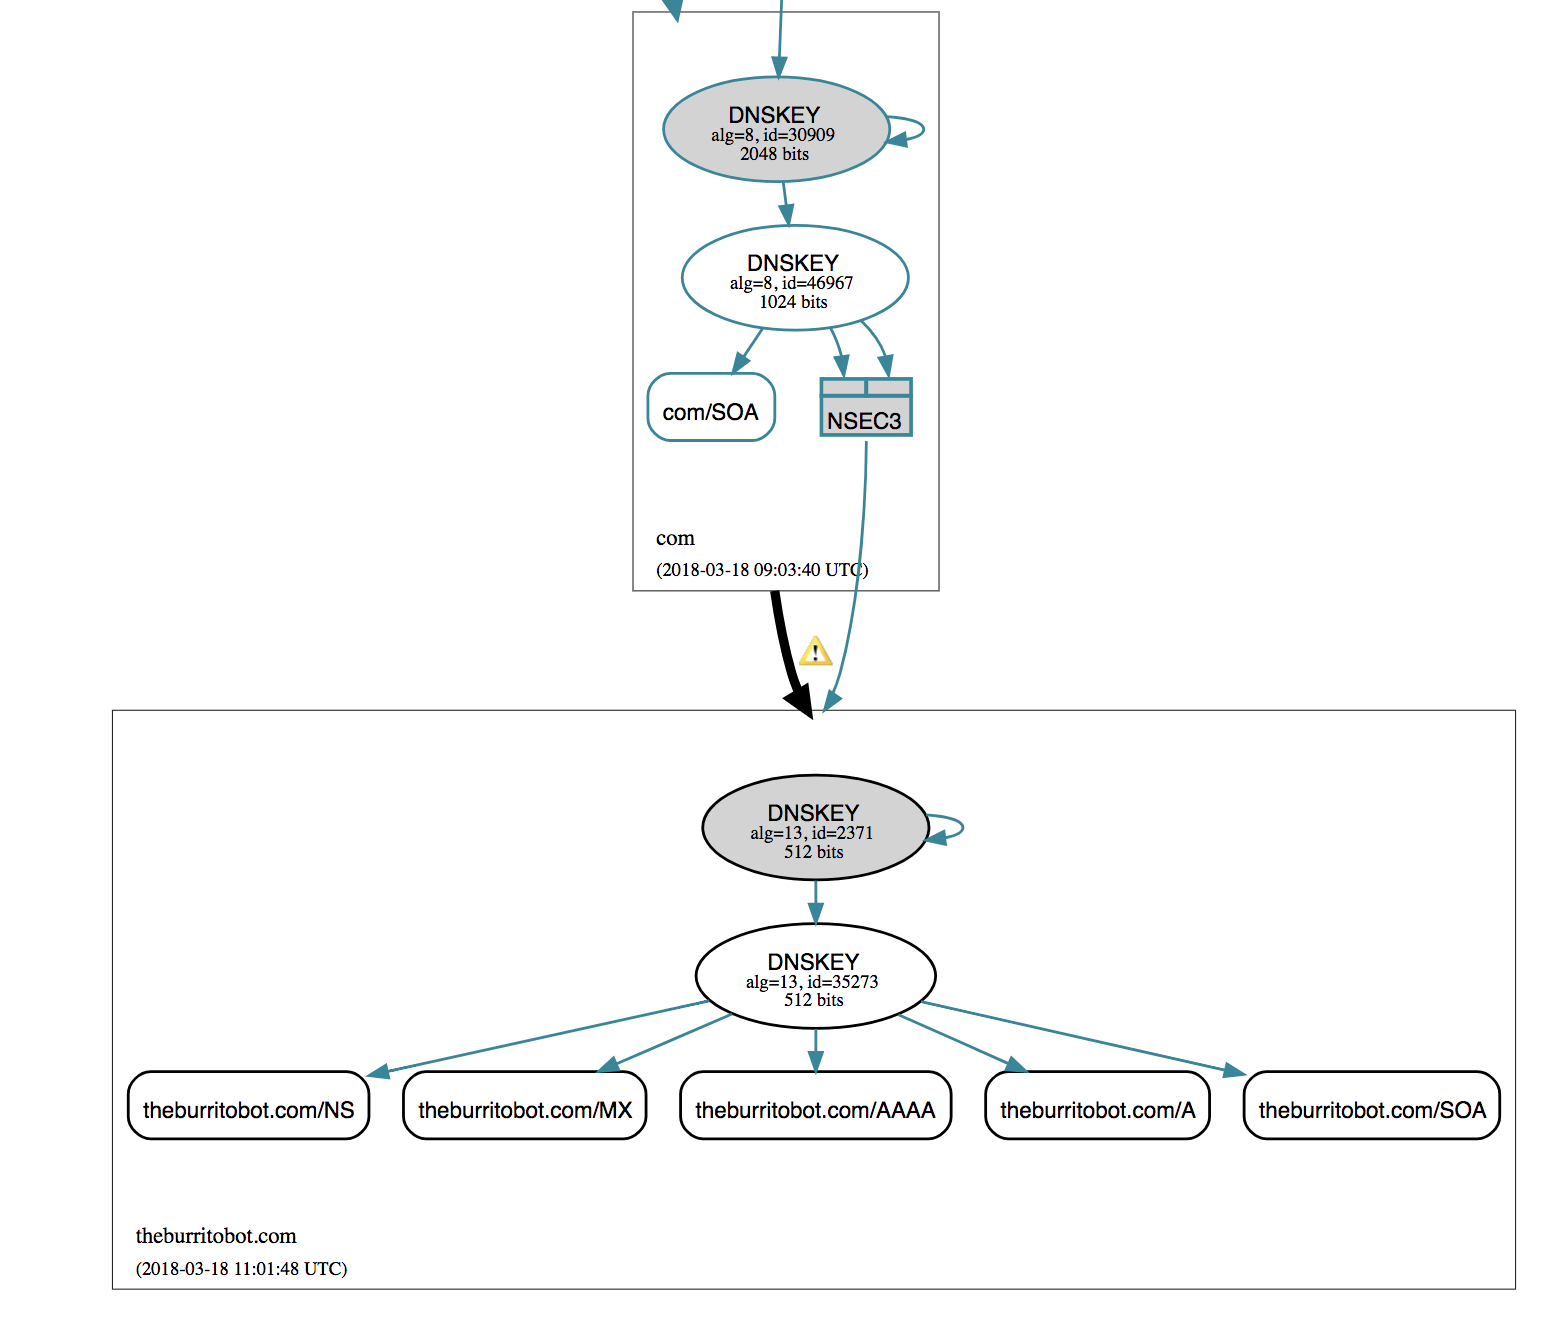 DNSKEY
alg=8, id=30909
2048 bits
DNSKEY
alg=8, id=46967
1024 bits
com/SOA
NSEC3
com
(2018-03-18 09:03:40 UTC)
DNSKEY
alg=13, id=2371
512 bits
DNSKEY
alg=13, id=35273
512 bits
theburritobot.com/NS
theburritobot.com/MX
theburritobot.com/AAAA
theburritobot.com/A
theburritobot.com/SOA
theburritobot.com
(2018-03-18 11:01:48 UTC)